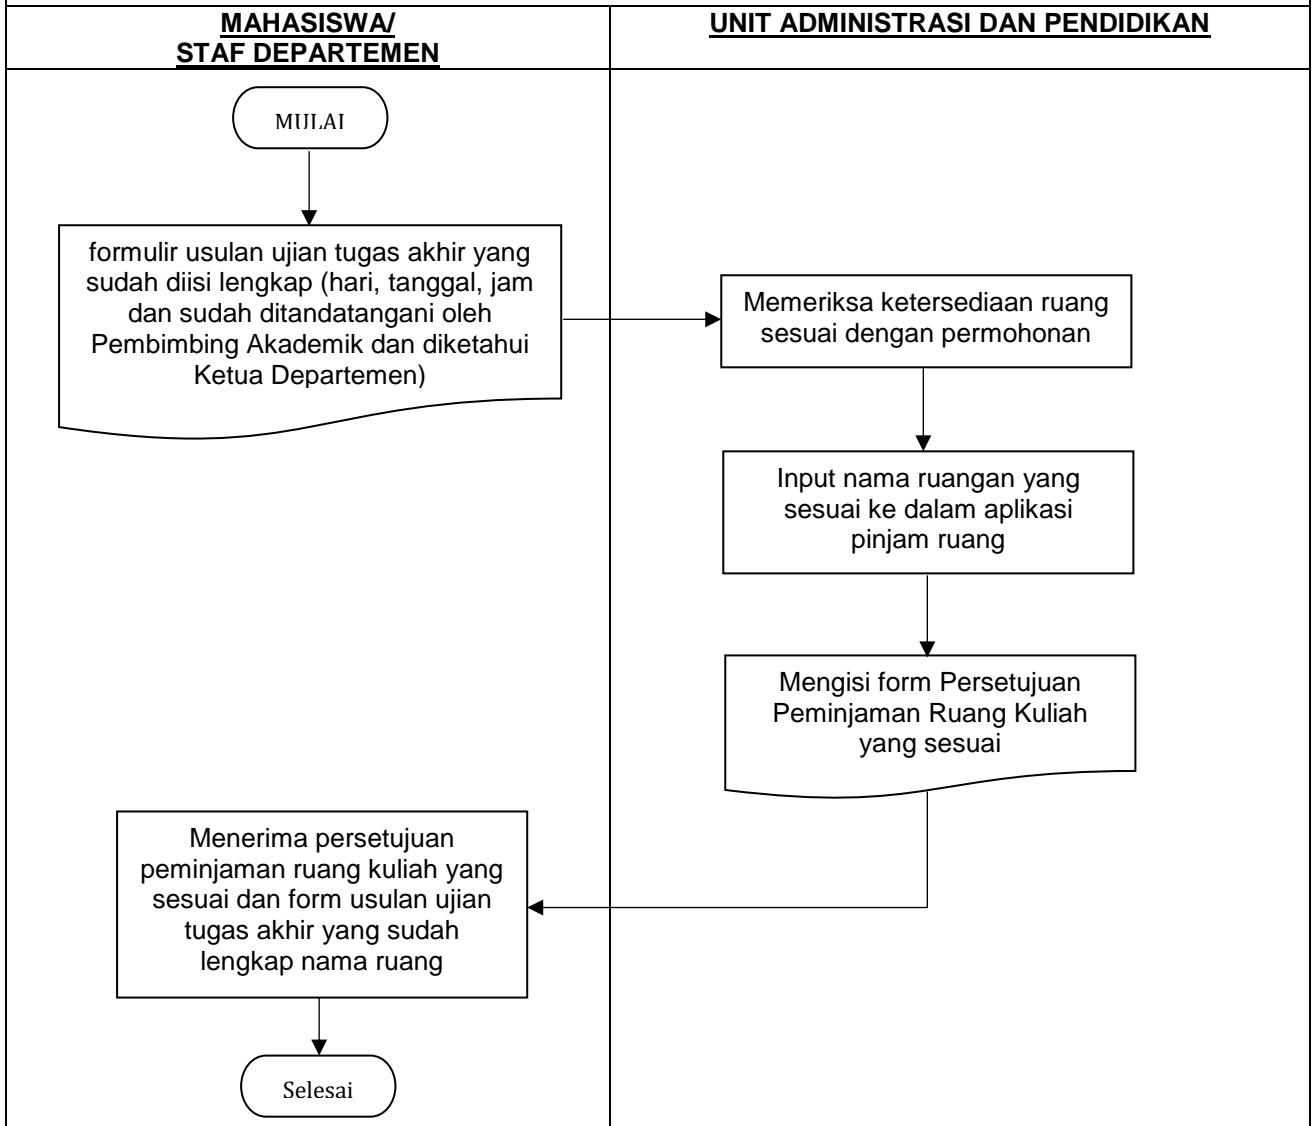 MAHASISWA/
STAF DEPARTEMEN
UNIT ADMINISTRASI DAN PENDIDIKAN
MULAI
formulir usulan ujian tugas akhir yang
sudah diisi lengkap (hari, tanggal, jam
dan sudah ditandatangani oleh
Pembimbing Akademik dan diketahui
Ketua Departemen)
Memeriksa ketersediaan ruang
sesuai dengan permohonan
Input nama ruangan yang
sesuai ke dalam aplikasi
pinjam ruang
Mengisi form Persetujuan
Peminjaman Ruang Kuliah
yang sesuai
Menerima persetujuan
peminjaman ruang kuliah yang
sesuai dan form usulan ujian
tugas akhir yang sudah
lengkap nama ruang
Selesai